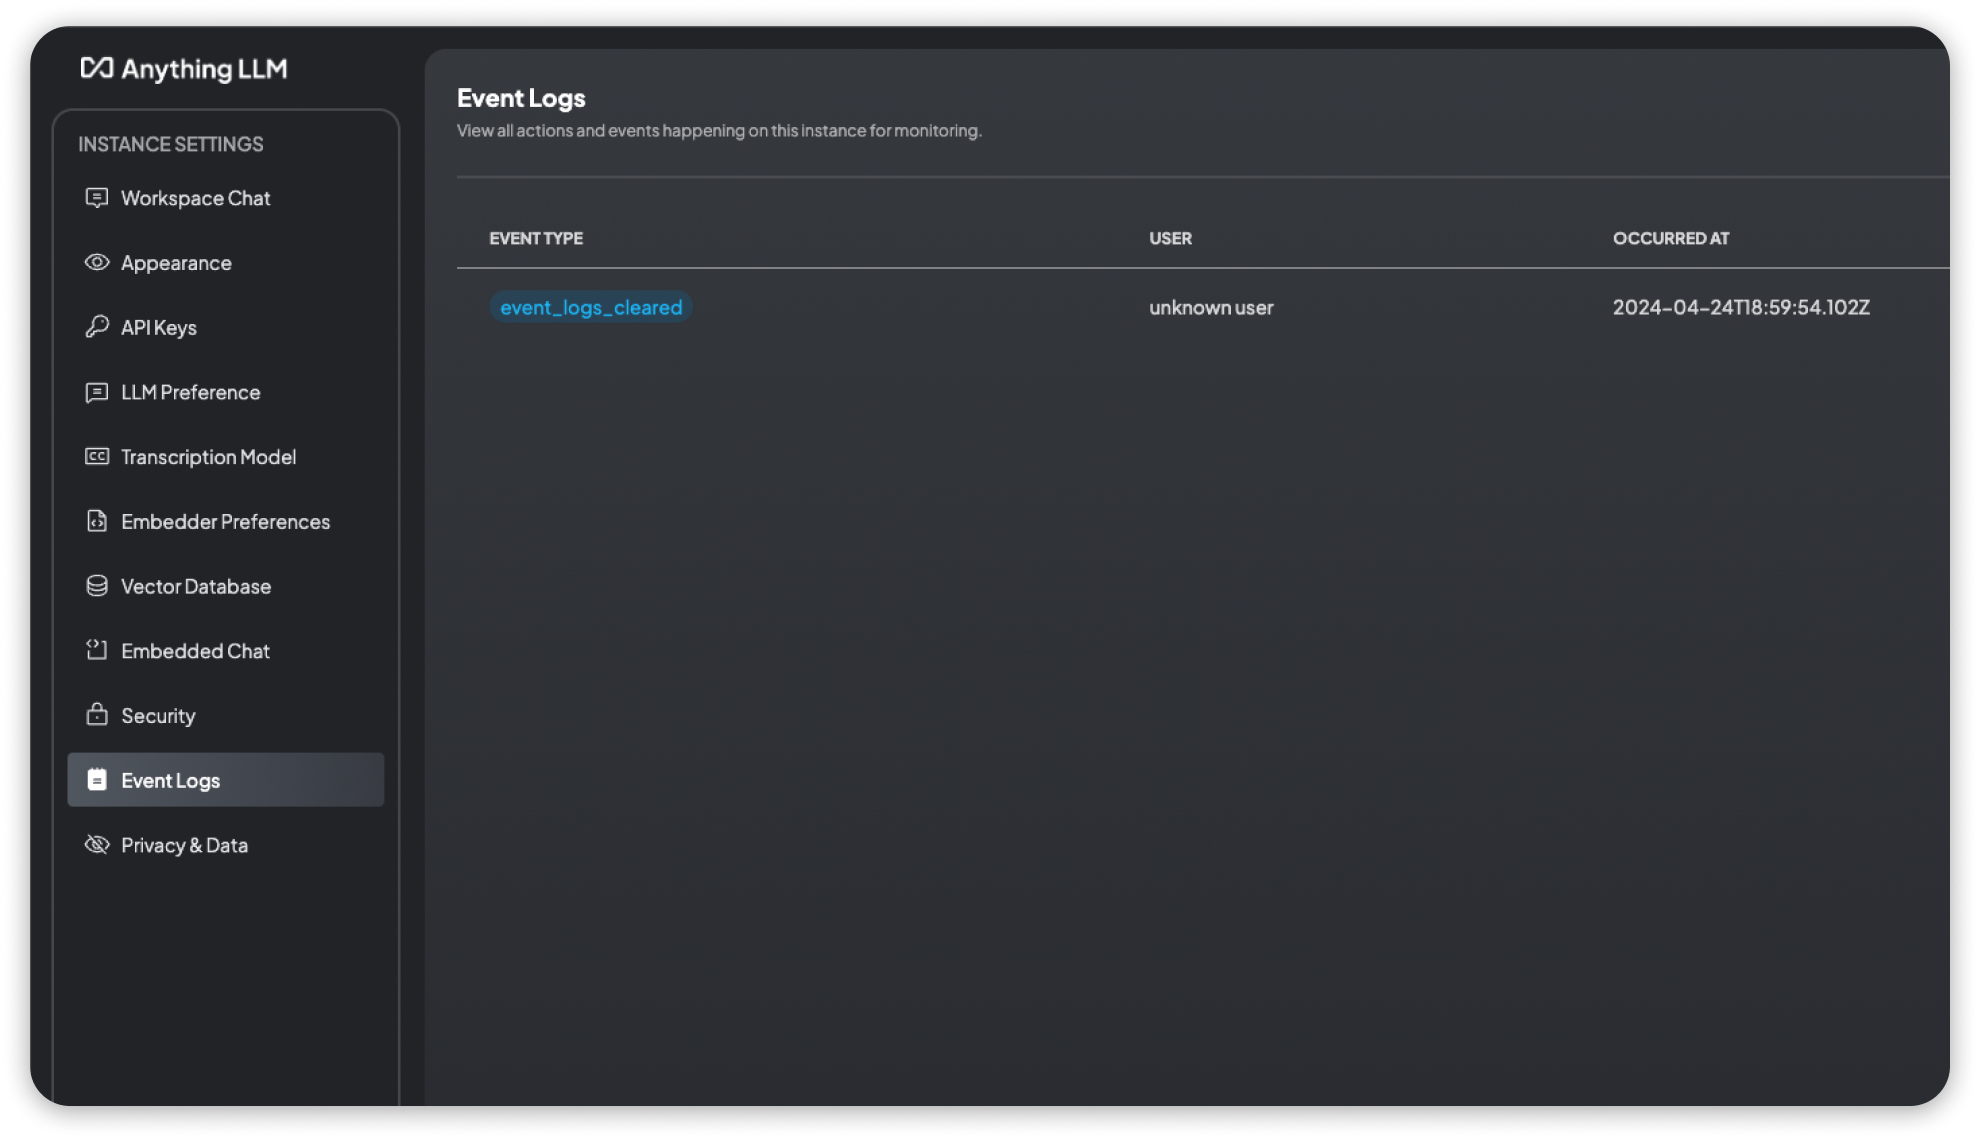 Anything LLM
INSTANCE SETTINGS
Workspace Chat
Appearance
API Keys
LLM Preference
CC Transcription Model
Embedder Preferences
Vector Database
Embedded Chat
Security
Event Logs
Privacy & Data
Event Logs
View all actions and events happening on this instance for monitoring.
EVENT TYPE USER OCCURRED AT
event_logs_cleared unknown user 2024-04-24T18:59:54.102Z